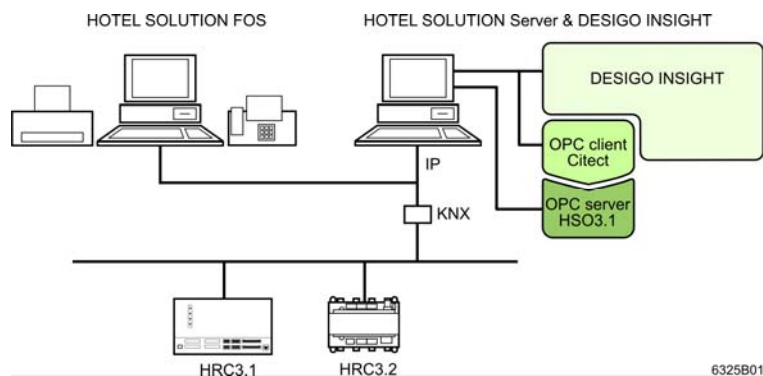 HOTEL SOLUTION FOS
HOTEL SOLUTION Server & DESIGO INSIGHT
DESIGO INSIGHT
OPC client
Citect
IP
OPC server
HSO3.1
KNX
HRC3.1
HRC3.2
6325B01